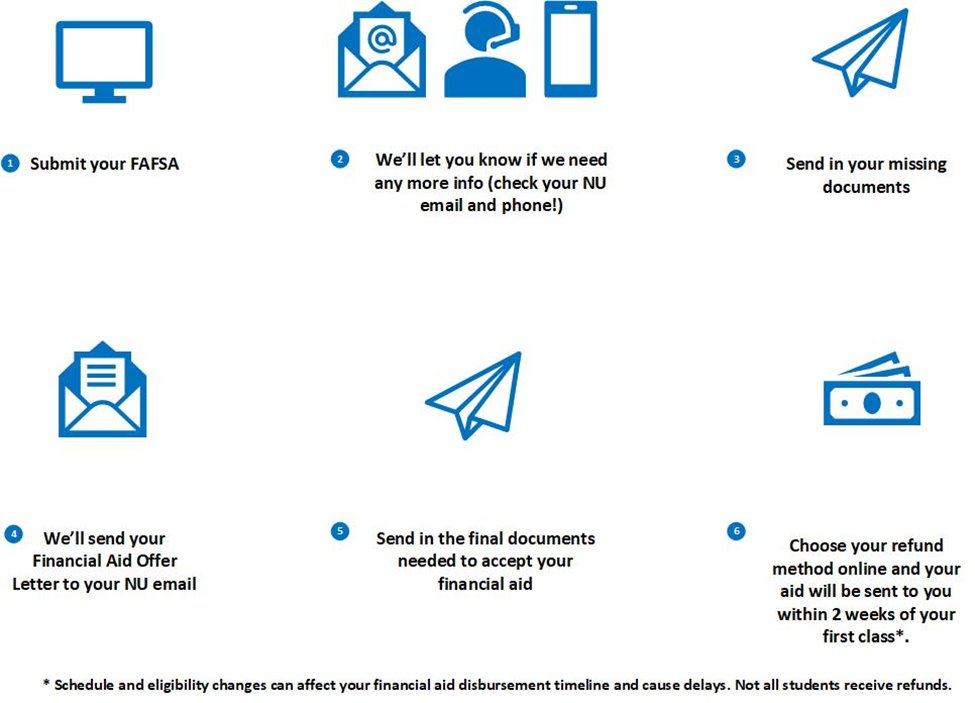 1 Submit your FAFSA
2 We'll let you know if we need
any more info (check your NU
email and phone!)
3 Send in your missing
documents
4 We'll send your
Financial Aid Offer
Letter to your NU email
5 Send in the final documents
needed to accept your
financial aid
6 Choose your refund
method online and your
aid will be sent to you
within 2 weeks of your
first class*.
* Schedule and eligibility changes can affect your financial aid disbursement timeline and cause delays. Not all students receive refunds.